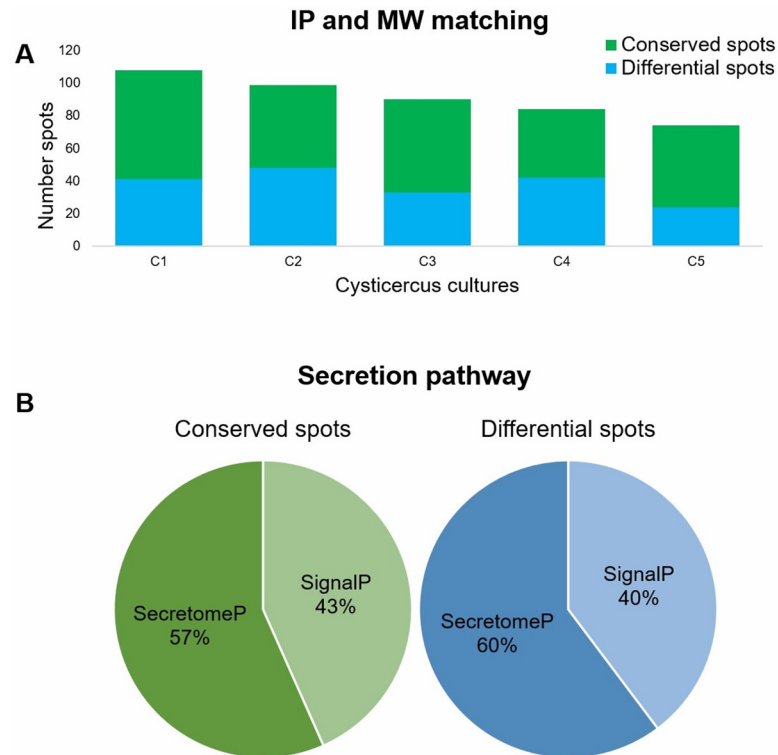 IP and MW matching
A
Conserved spots
Differential spots
Number spots
120
100
80
60
40
20
0
C1 C2 C3 C4 C5
Cysticercus cultures
Secretion pathway
B
Conserved spots Differential spots
SecretomeP
57%
SignalP
43%
SecretomeP
60%
SignalP
40%